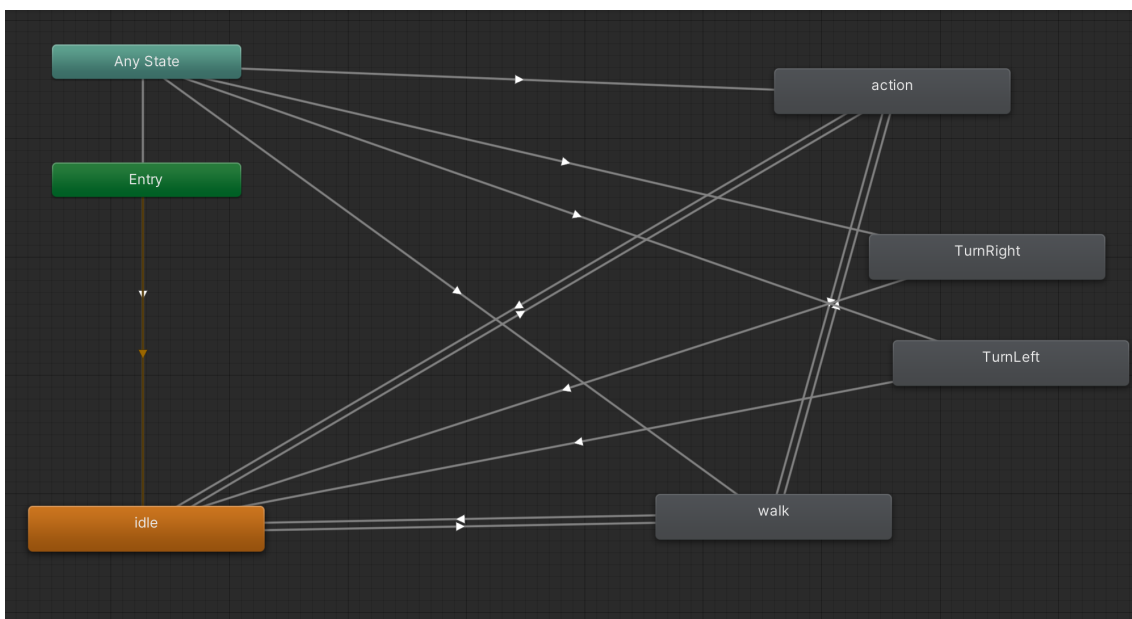 Any State
action
Entry
TurnRight
TurnLeft
walk
idle